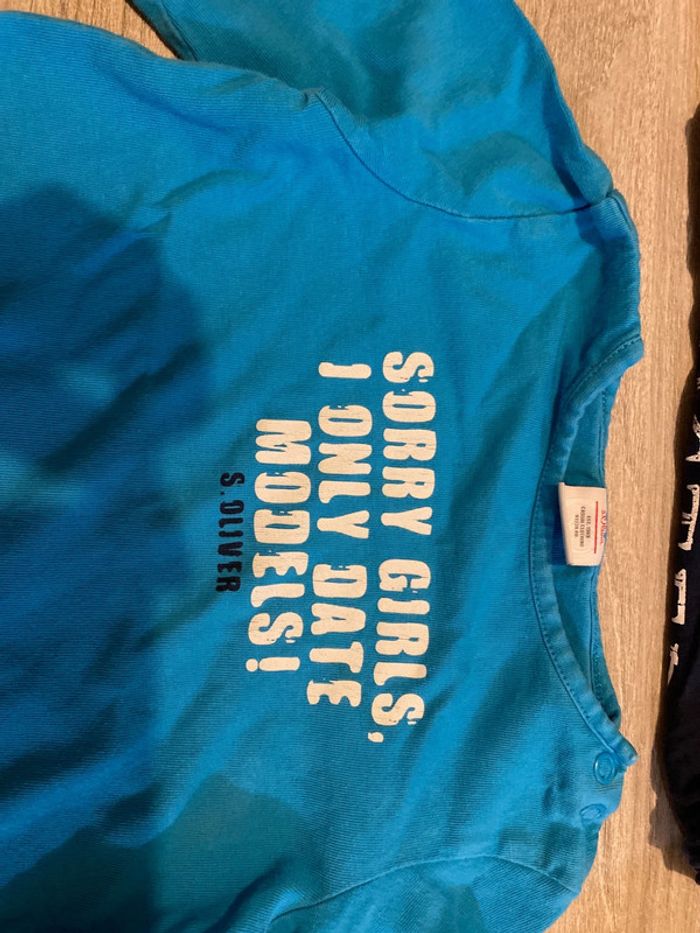 SORRY GIRLS,
I ONLY DATE
MODELS!
S. OLIVER